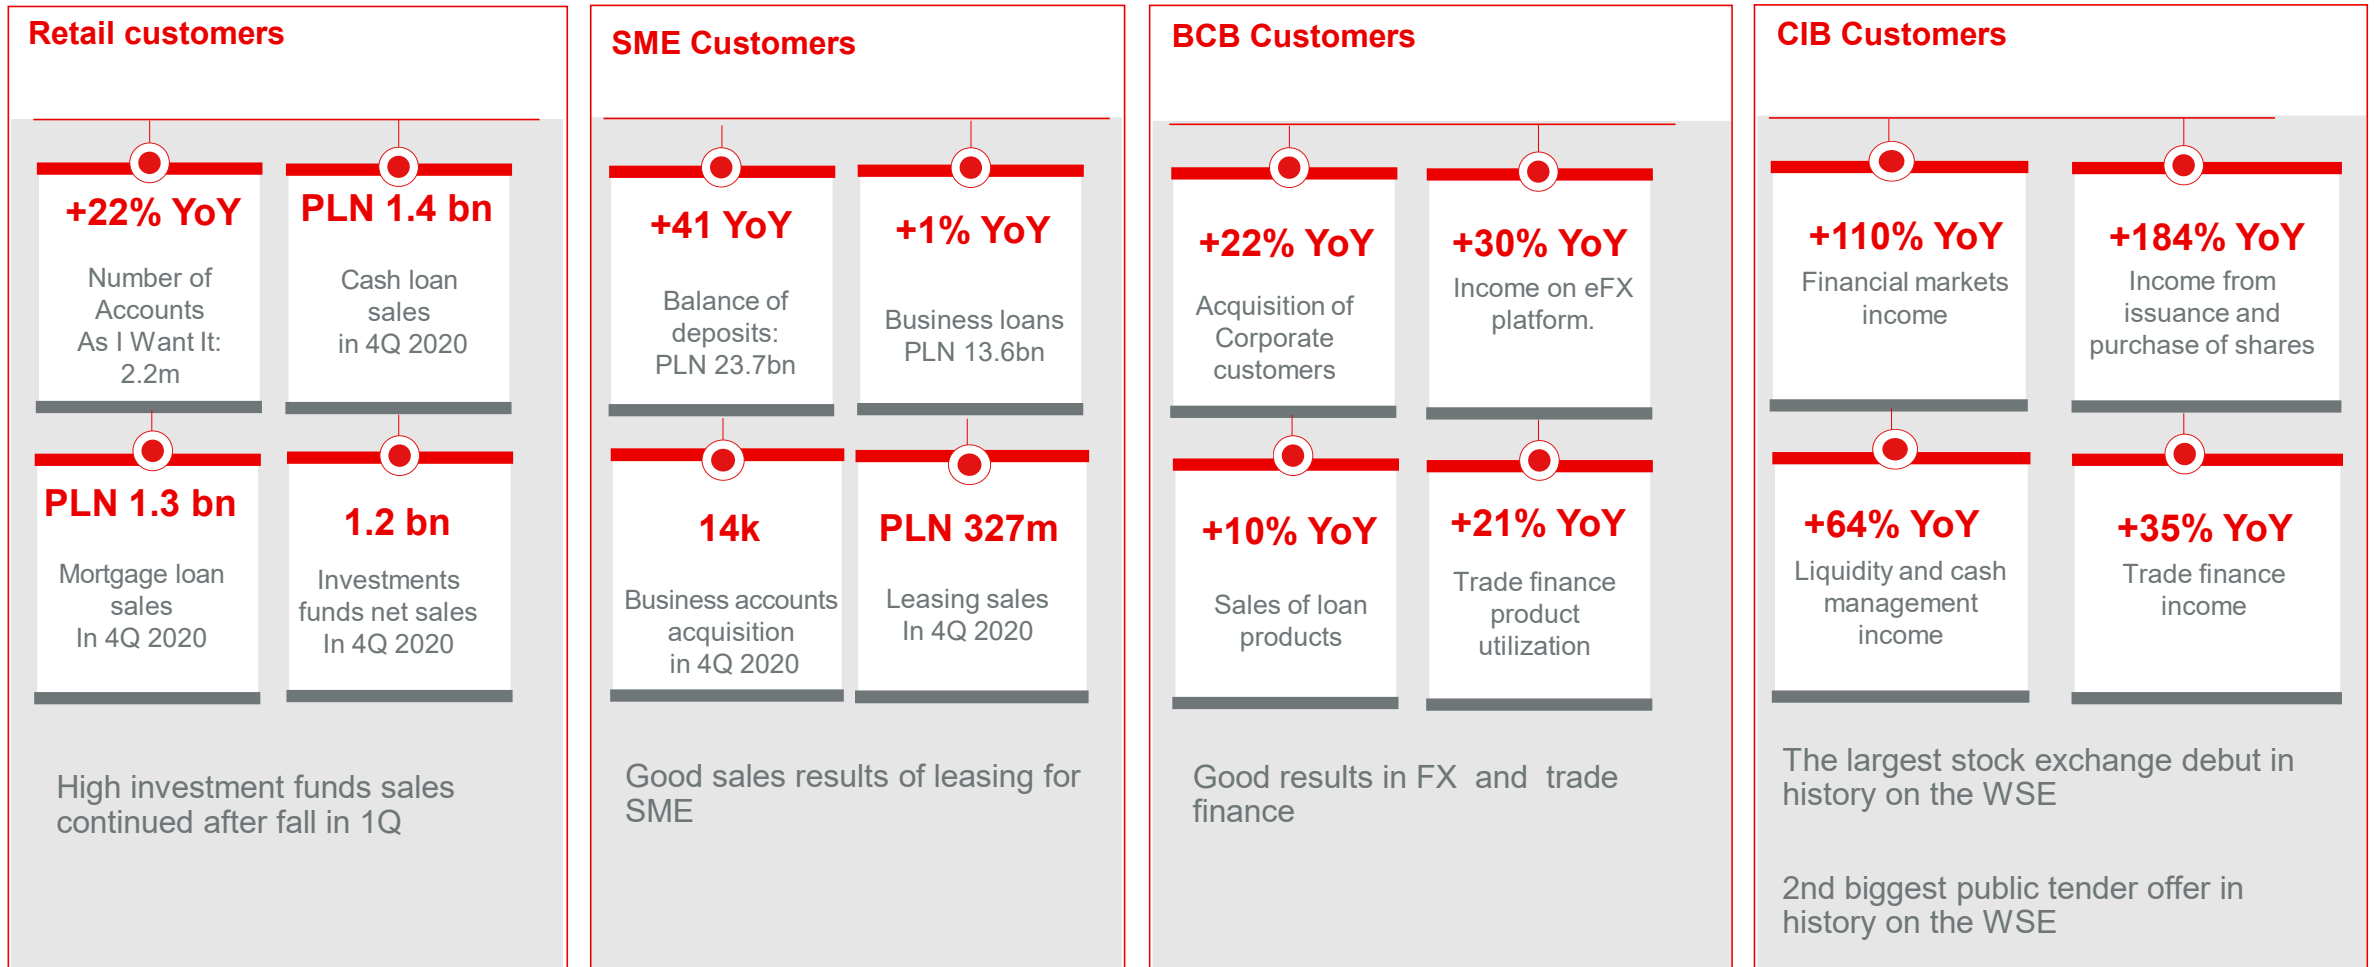 Retail customers
+22% YoY
Number of
Accounts
As I Want It:
2.2m
PLN 1.4 bn
Cash loan
sales
in 4Q 2020
PLN 1.3 bn
Mortgage loan
sales
In 4Q 2020
1.2 bn
Investments
funds net sales
In 4Q 2020
High investment funds sales
continued after fall in 1Q
SME Customers
+41 YoY
Balance of
deposits:
PLN 23.7bn
+1% YoY
Business loans
PLN 13.6bn
14k
Business accounts
acquisition
in 4Q 2020
PLN 327m
Leasing sales
In 4Q 2020
Good sales results of leasing for
SME
BCB Customers
+22% YoY
Acquisition of
Corporate
customers
+30% YoY
Income on eFX
platform.
+10% YoY
Sales of loan
products
+21% YoY
Trade finance
product
utilization
Good results in FX and trade
finance
CIB Customers
+110% YoY
Financial markets
income
+184% YoY
Income from
issuance and
purchase of shares
+64% YoY
Liquidity and cash
management
income
+35% YoY
Trade finance
income
The largest stock exchange debut in
history on the WSE
2nd biggest public tender offer in
history on the WSE